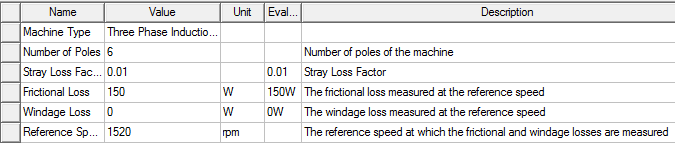 Name Value Unit Eval... Description
Machine Type Three Phase Inductio...
Number of Poles 6 Number of poles of the machine
Stray Loss Fac... 0.01 0.01 Stray Loss Factor
Frictional Loss 150 W 150W The frictional loss measured at the reference speed
Windage Loss 0 W 0W The windage loss measured at the reference speed
Reference Sp... 1520 rpm The reference speed at which the frictional and windage losses are measured